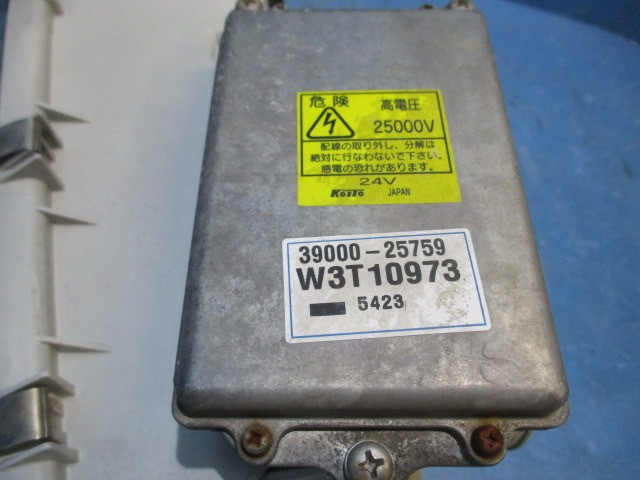 危険 高電圧
25000V
配線の取り外し、分解は
絶対に行なわないで下さい。
感電の恐れがあります。
24V
Koito JAPAN
39000-25759
W3T10973
5423